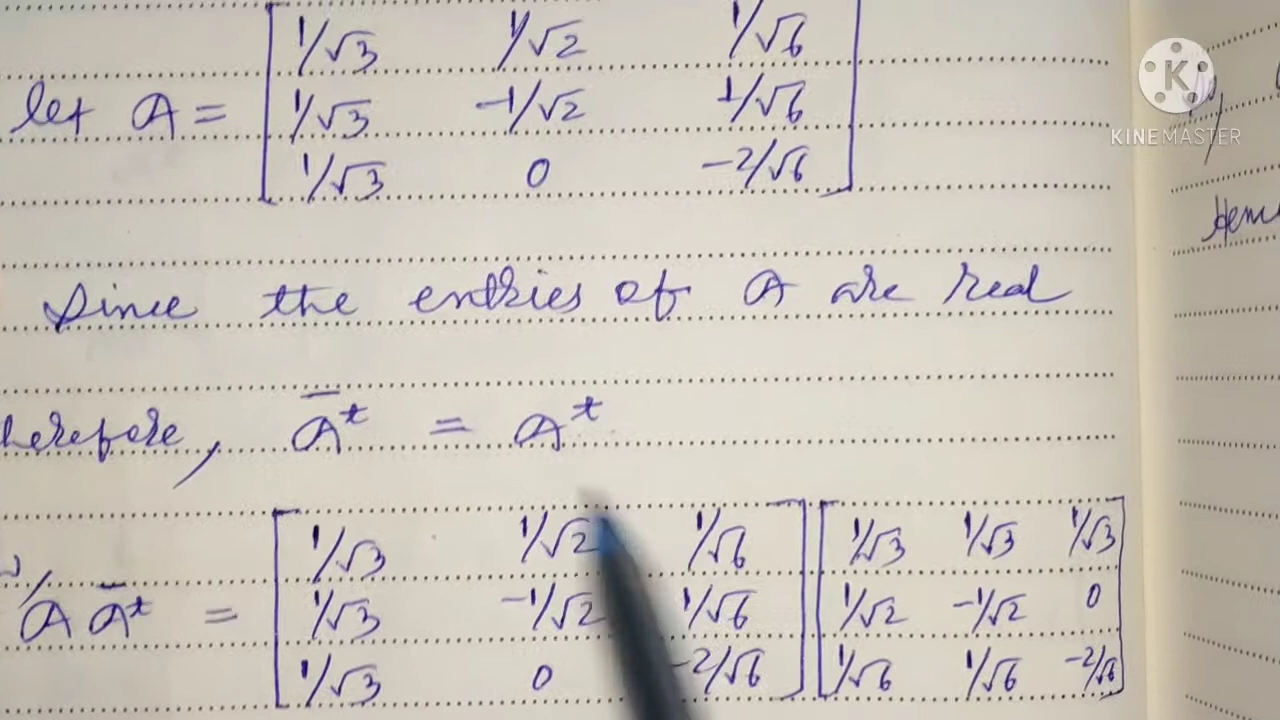 1/√3 1/√2 1/√6
let A = 1/√3 -1/√2 1/√6
1/√3 0 -2/√6
KINEMASTER
Since the entries of A are real
herefore, A̅ᵗ = Aᵗ
1/√3 1/√2 1/√6 1/√3 1/√3 1/√3
A A̅ᵗ = 1/√3 -1/√2 1/√6 1/√2 -1/√2 0
1/√3 0 -2/√6 1/√6 1/√6 -2/√6